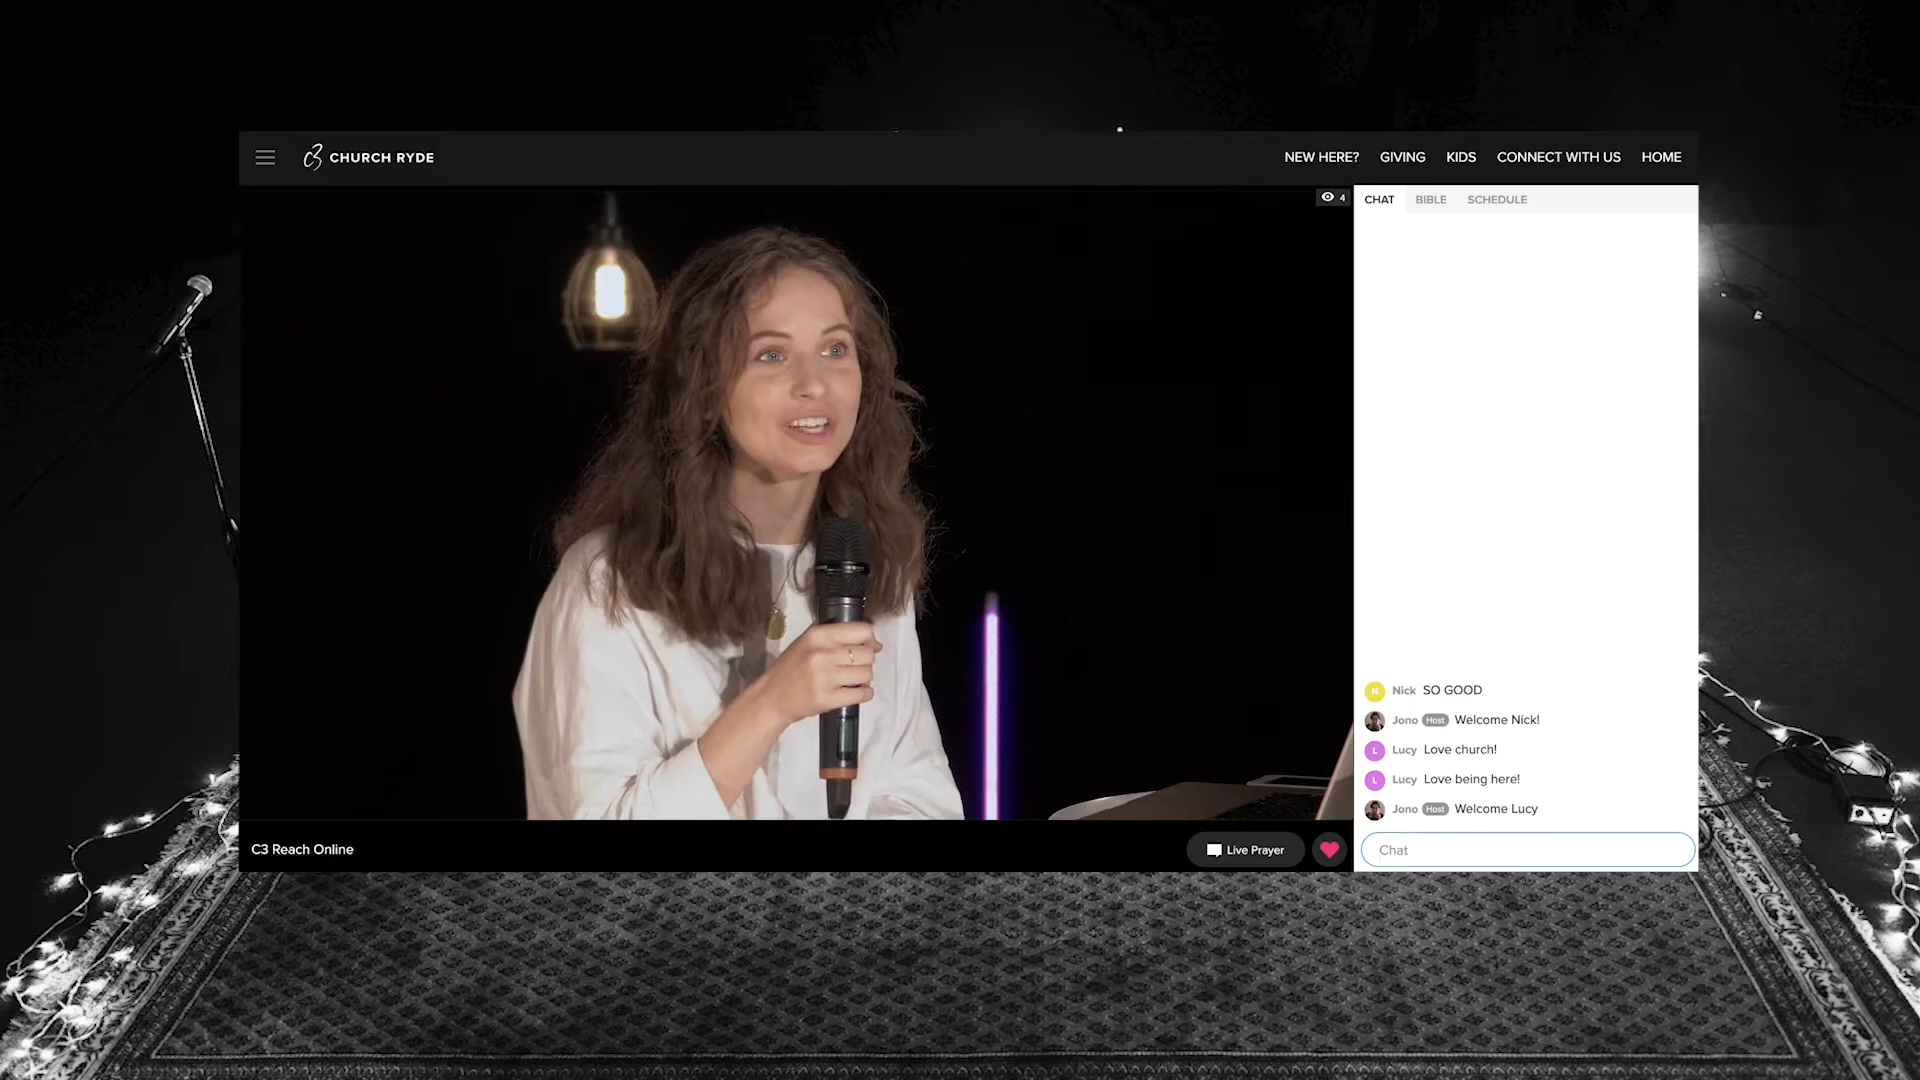 C3 CHURCH RYDE
NEW HERE? GIVING KIDS CONNECT WITH US HOME
4
CHAT BIBLE SCHEDULE
N Nick SO GOOD
Jono Host Welcome Nick!
L Lucy Love church!
L Lucy Love being here!
Jono Host Welcome Lucy
C3 Reach Online
Live Prayer
Chat